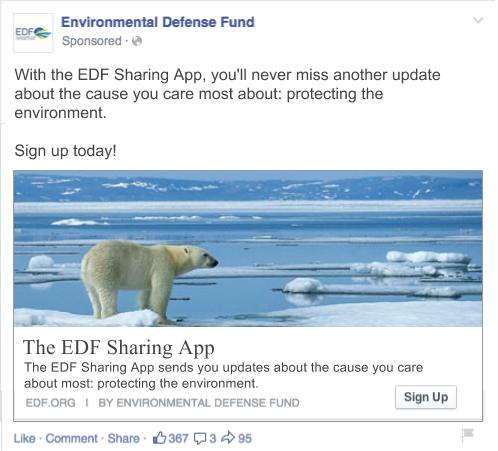 EDF
Environmental Defense Fund
Sponsored ·
With the EDF Sharing App, you'll never miss another update
about the cause you care most about: protecting the
environment.
Sign up today!
The EDF Sharing App
The EDF Sharing App sends you updates about the cause you care
about most: protecting the environment.
EDF.ORG | BY ENVIRONMENTAL DEFENSE FUND
Sign Up
Like · Comment · Share · 367 3 95